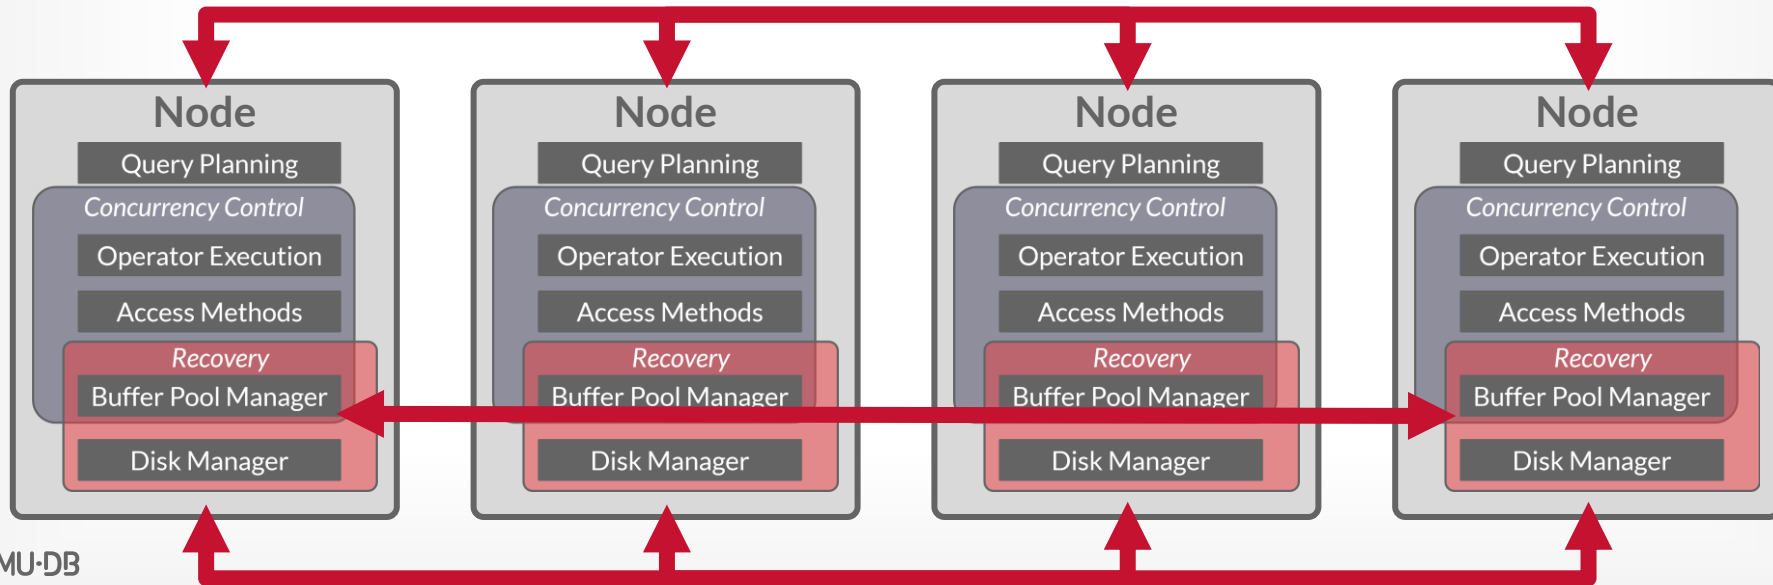 Node
Query Planning
Concurrency Control
Operator Execution
Access Methods
Recovery
Buffer Pool Manager
Disk Manager
Node
Query Planning
Concurrency Control
Operator Execution
Access Methods
Recovery
Buffer Pool Manager
Disk Manager
Node
Query Planning
Concurrency Control
Operator Execution
Access Methods
Recovery
Buffer Pool Manager
Disk Manager
Node
Query Planning
Concurrency Control
Operator Execution
Access Methods
Recovery
Buffer Pool Manager
Disk Manager
MU·DB